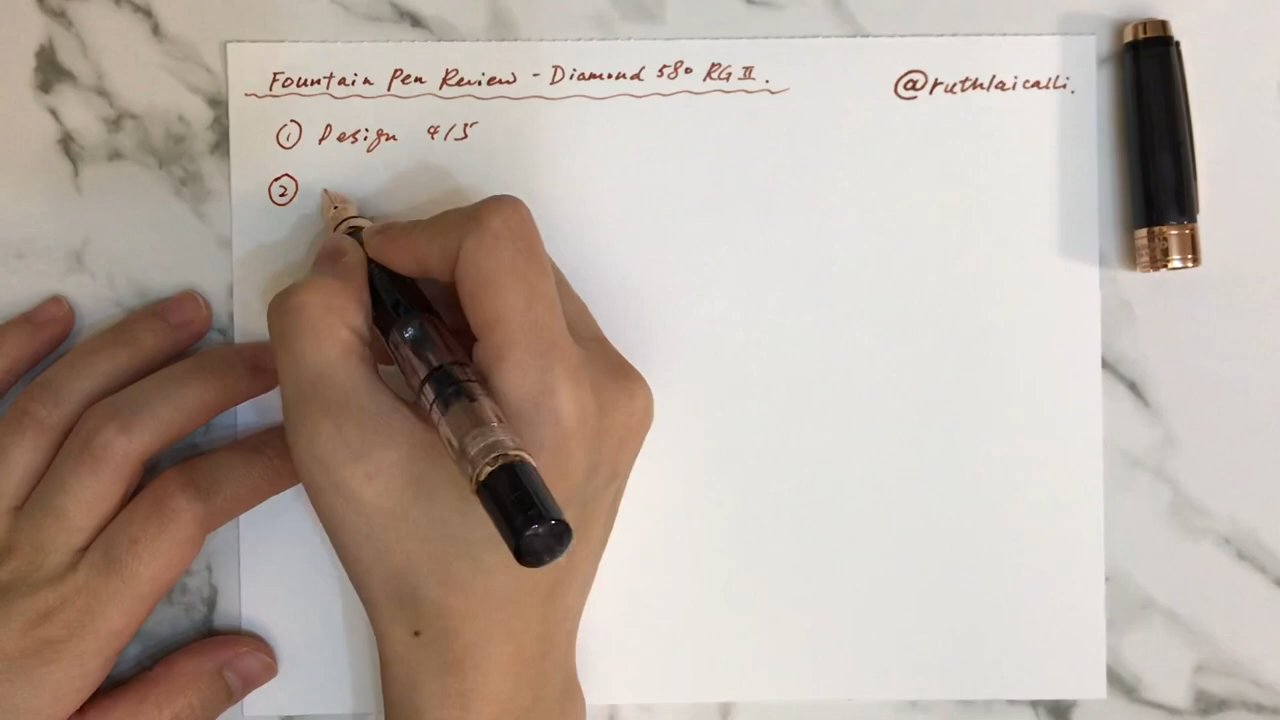 Fountain Pen Review - Diamond 580 RG II.
@ruthlaicalli.
① Design 4/5
②